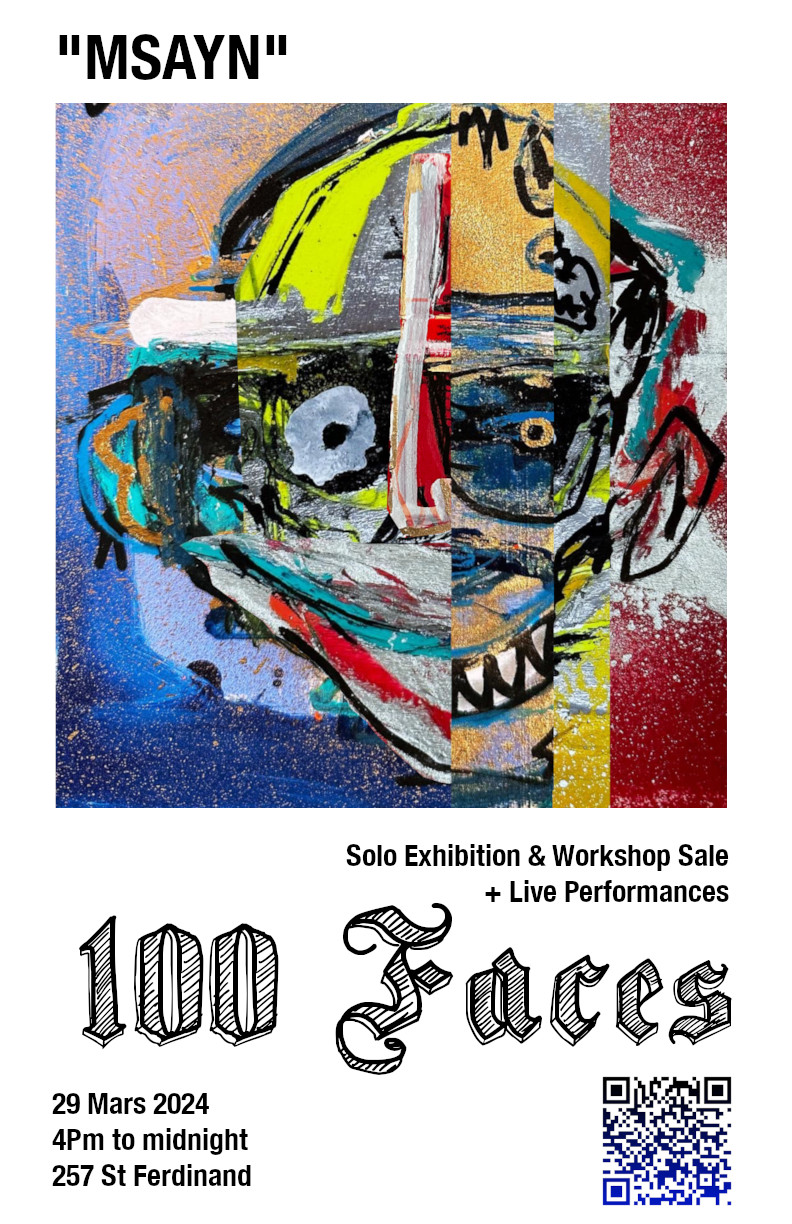 "MSAYN"
Solo Exhibition & Workshop Sale
+ Live Performances
100 Faces
29 Mars 2024
4Pm to midnight
257 St Ferdinand